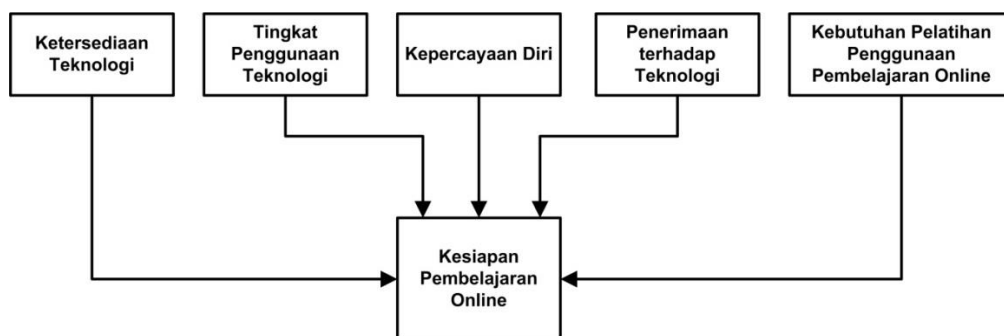 Ketersediaan
Teknologi
Tingkat
Penggunaan
Teknologi
Kepercayaan Diri
Penerimaan
terhadap
Teknologi
Kebutuhan Pelatihan
Penggunaan
Pembelajaran Online
Kesiapan
Pembelajaran
Online